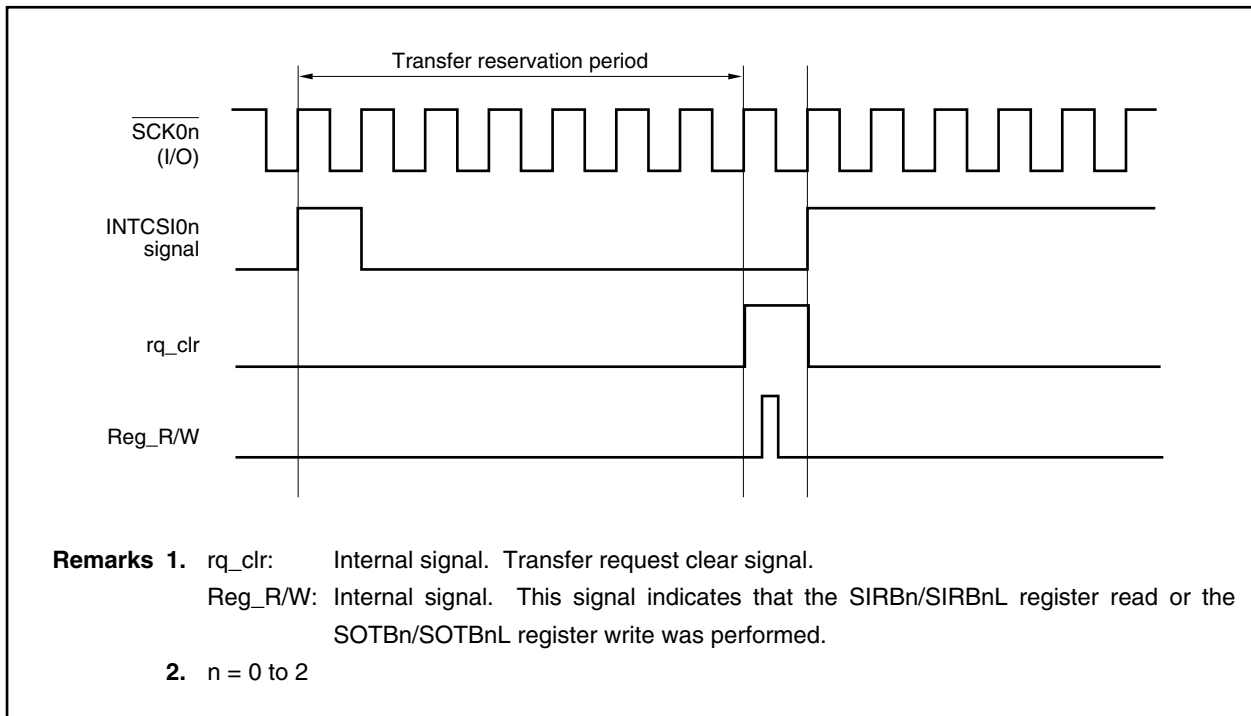 Transfer reservation period
SCK0n
(I/O)
INTCSI0n
signal
rq_clr
Reg_R/W
Remarks 1. rq_clr: Internal signal. Transfer request clear signal.
Reg_R/W: Internal signal. This signal indicates that the SIRBn/SIRBnL register read or the
SOTBn/SOTBnL register write was performed.
2. n = 0 to 2